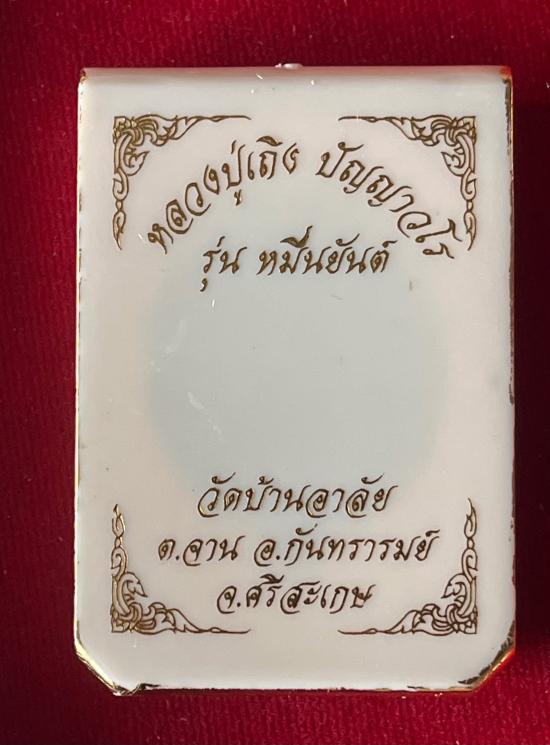 หลวงปู่เถิง ปัญญาวโร
รุ่น หมื่นยันต์
วัดบ้านอาลัย
ต.จาน อ.กันทรารมย์
จ.ศรีสะเกษ